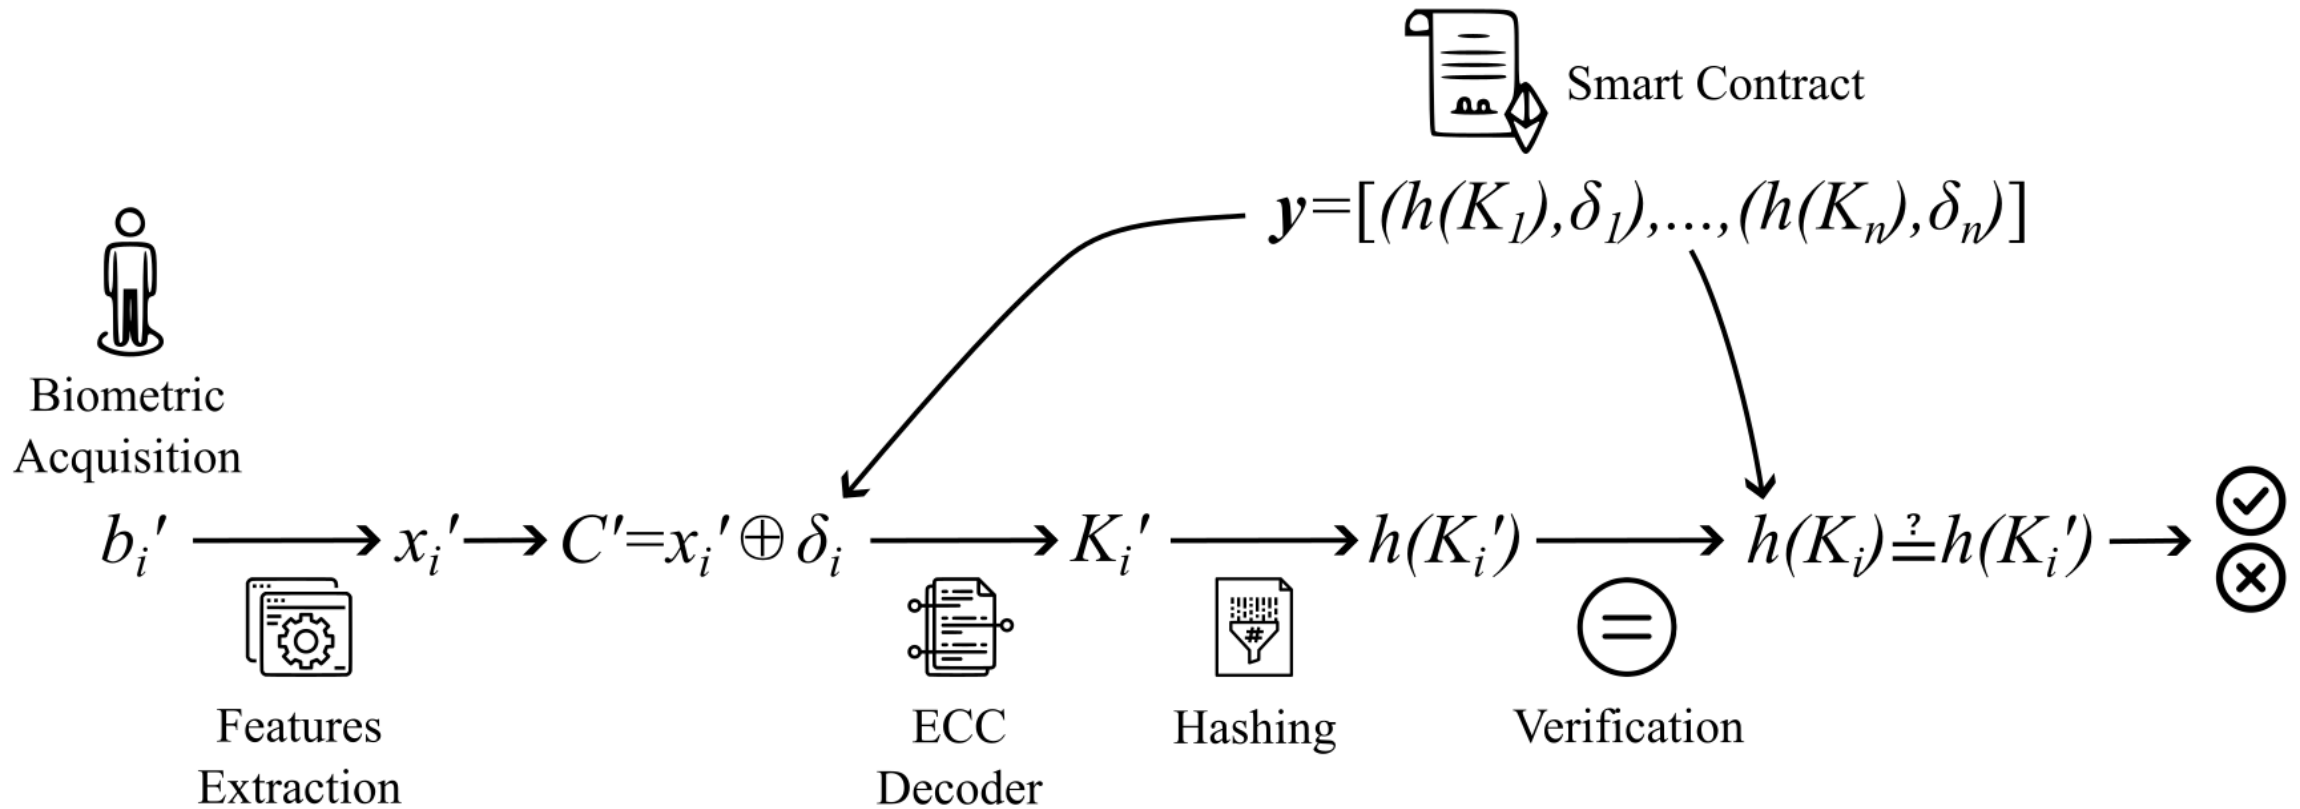 Smart Contract
y=[(h(K₁),δ₁),...,(h(Kₙ),δₙ)]
Biometric
Acquisition
bᵢ′ xᵢ′ C′=xᵢ′⊕δᵢ Kᵢ′ h(Kᵢ′) h(Kᵢ)≟h(Kᵢ′)
#
Features
Extraction
ECC
Decoder
Hashing
Verification